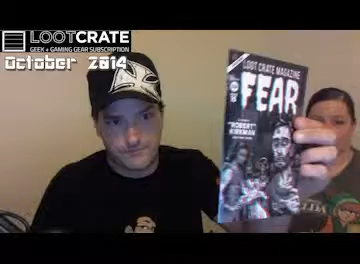 LOOTCRATE
GEEK + GAMING GEAR SUBSCRIPTION
October 2014
LOOT CRATE MAGAZINE
FEAR
"ROBERT"
KIRKMAN